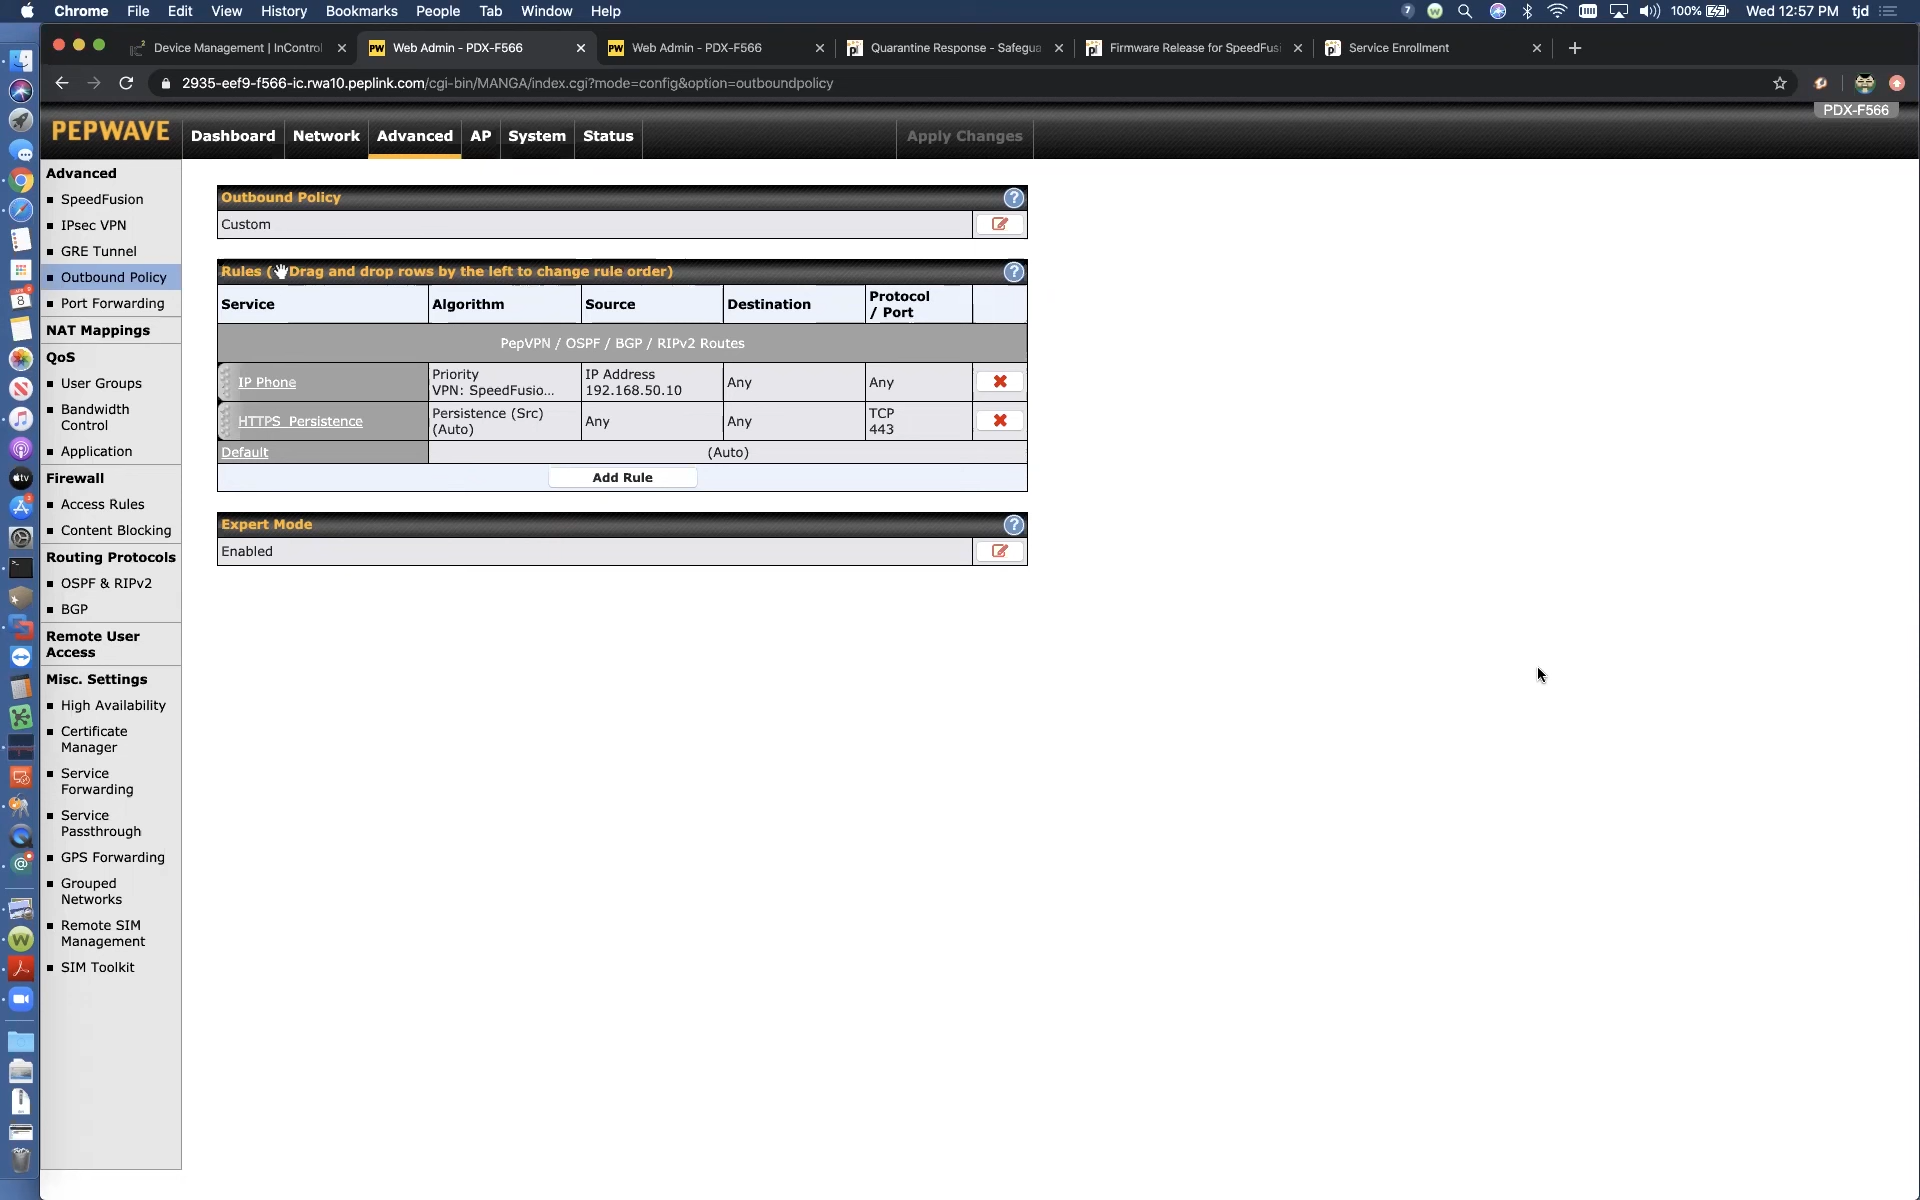 Chrome File Edit View History Bookmarks People Tab Window Help
7 100% Wed 12:57 PM tjd
Device Management | InControl
PW Web Admin - PDX-F566
PW Web Admin - PDX-F566
Quarantine Response - Safegua
Firmware Release for SpeedFusi
Service Enrollment
2935-eef9-f566-ic.rwa10.peplink.com/cgi-bin/MANGA/index.cgi?mode=config&option=outboundpolicy
PDX-F566
PEPWAVE Dashboard Network Advanced AP System Status Apply Changes
Advanced
SpeedFusion
IPsec VPN
GRE Tunnel
Outbound Policy
Port Forwarding
NAT Mappings
QoS
User Groups
Bandwidth
Control
Application
Firewall
Access Rules
Content Blocking
Routing Protocols
OSPF & RIPv2
BGP
Remote User
Access
Misc. Settings
High Availability
Certificate
Manager
Service
Forwarding
Service
Passthrough
GPS Forwarding
Grouped
Networks
Remote SIM
Management
SIM Toolkit
Outbound Policy ?
Custom
Rules (Drag and drop rows by the left to change rule order) ?
Service Algorithm Source Destination Protocol
/ Port
PepVPN / OSPF / BGP / RIPv2 Routes
IP Phone
Priority
VPN: SpeedFusio...
IP Address
192.168.50.10
Any
Any
HTTPS_Persistence
Persistence (Src)
(Auto)
Any
Any
TCP
443
Default (Auto)
Add Rule
Expert Mode ?
Enabled